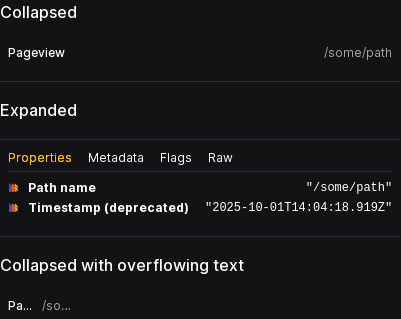 Collapsed
Pageview /some/path
Expanded
Properties Metadata Flags Raw
Path name "/some/path"
Timestamp (deprecated) "2025-10-01T14:04:18.919Z"
Collapsed with overflowing text
Pa... /so...